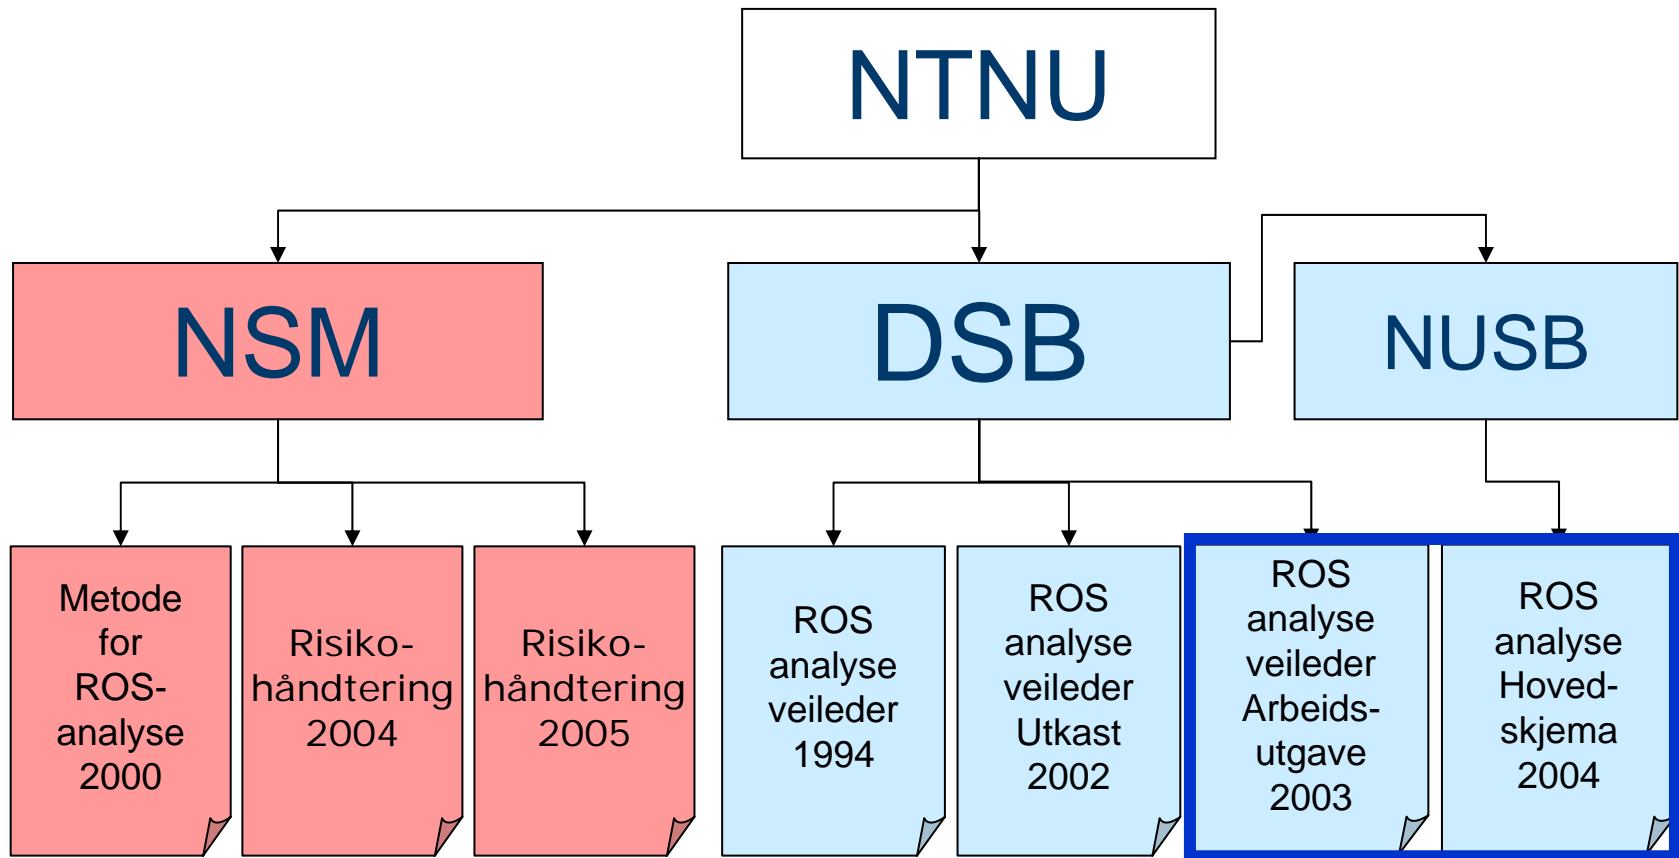 NTNU
NSM
DSB
NUSB
Metode
for
ROS-
analyse
2000
Risiko-
håndtering
2004
Risiko-
håndtering
2005
ROS
analyse
veileder
1994
ROS
analyse
veileder
Utkast
2002
ROS
analyse
veileder
Arbeids-
utgave
2003
ROS
analyse
Hoved-
skjema
2004